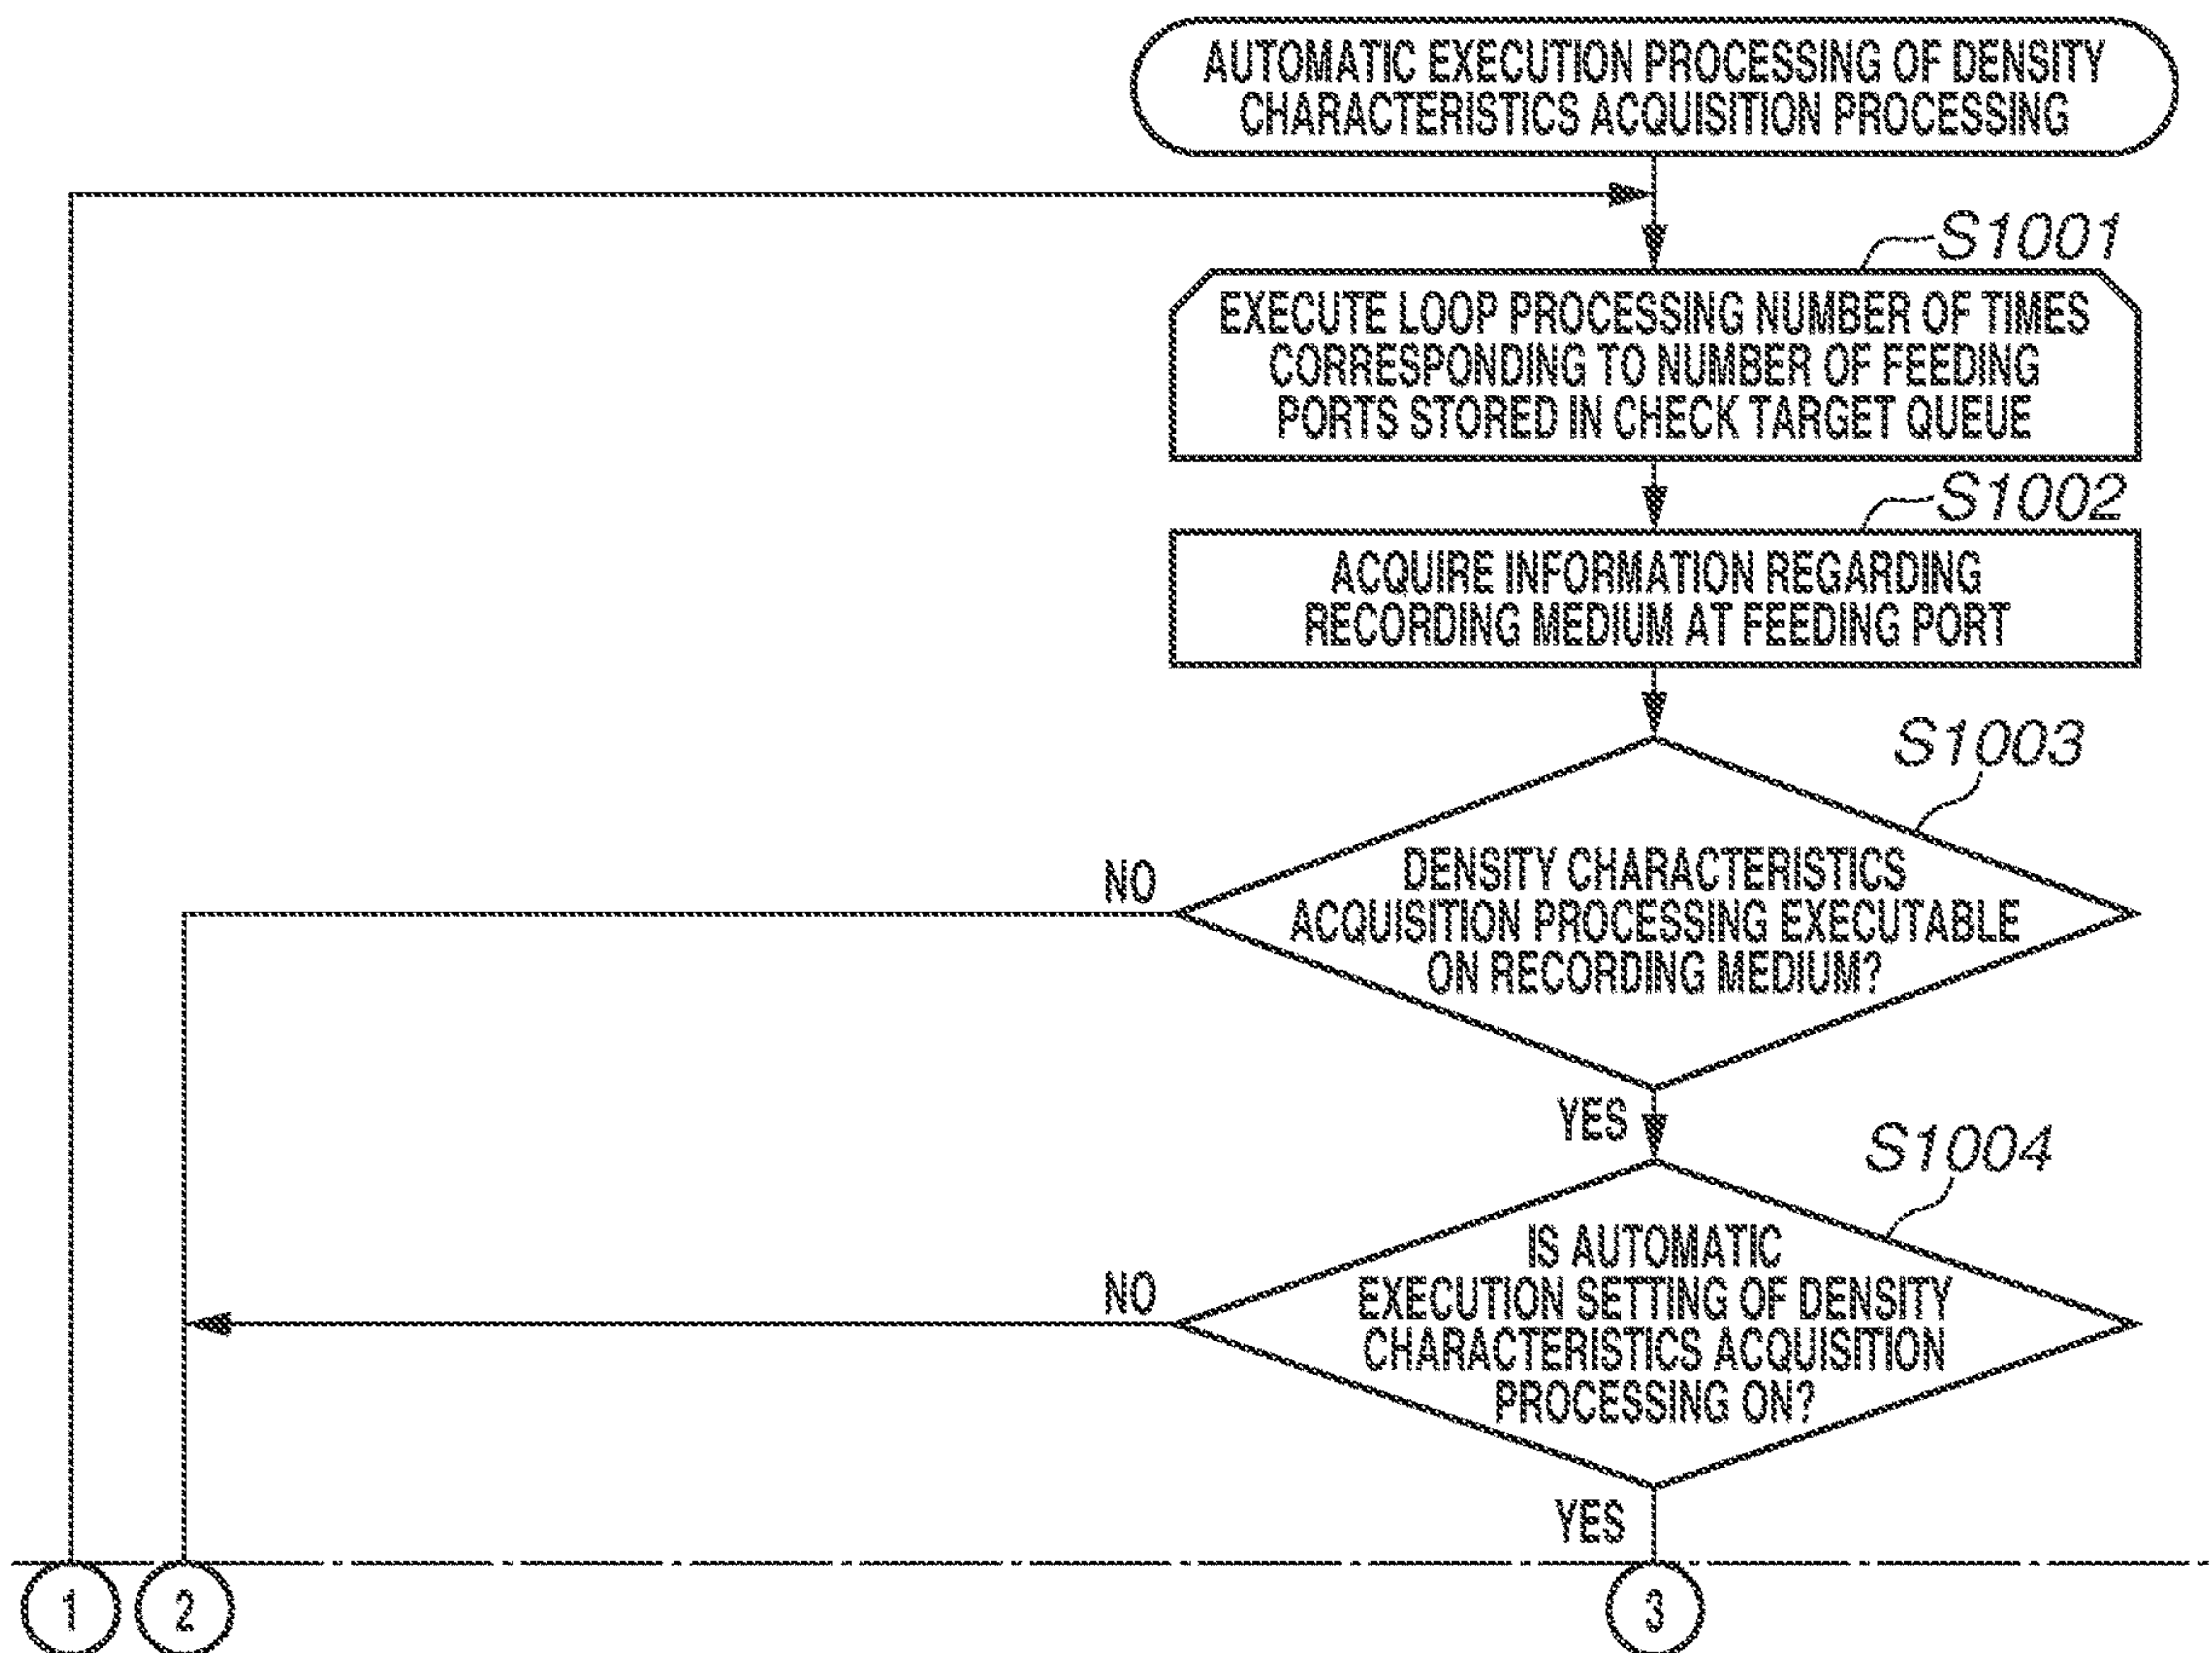 AUTOMATIC EXECUTION PROCESSING OF DENSITY
CHARACTERISTICS ACQUISITION PROCESSING
S1001
EXECUTE LOOP PROCESSING NUMBER OF TIMES
CORRESPONDING TO NUMBER OF FEEDING
PORTS STORED IN CHECK TARGET QUEUE
S1002
ACQUIRE INFORMATION REGARDING
RECORDING MEDIUM AT FEEDING PORT
S1003
NO
DENSITY CHARACTERISTICS
ACQUISITION PROCESSING EXECUTABLE
ON RECORDING MEDIUM?
YES
S1004
NO
IS AUTOMATIC
EXECUTION SETTING OF DENSITY
CHARACTERISTICS ACQUISITION
PROCESSING ON?
YES
1
2
3